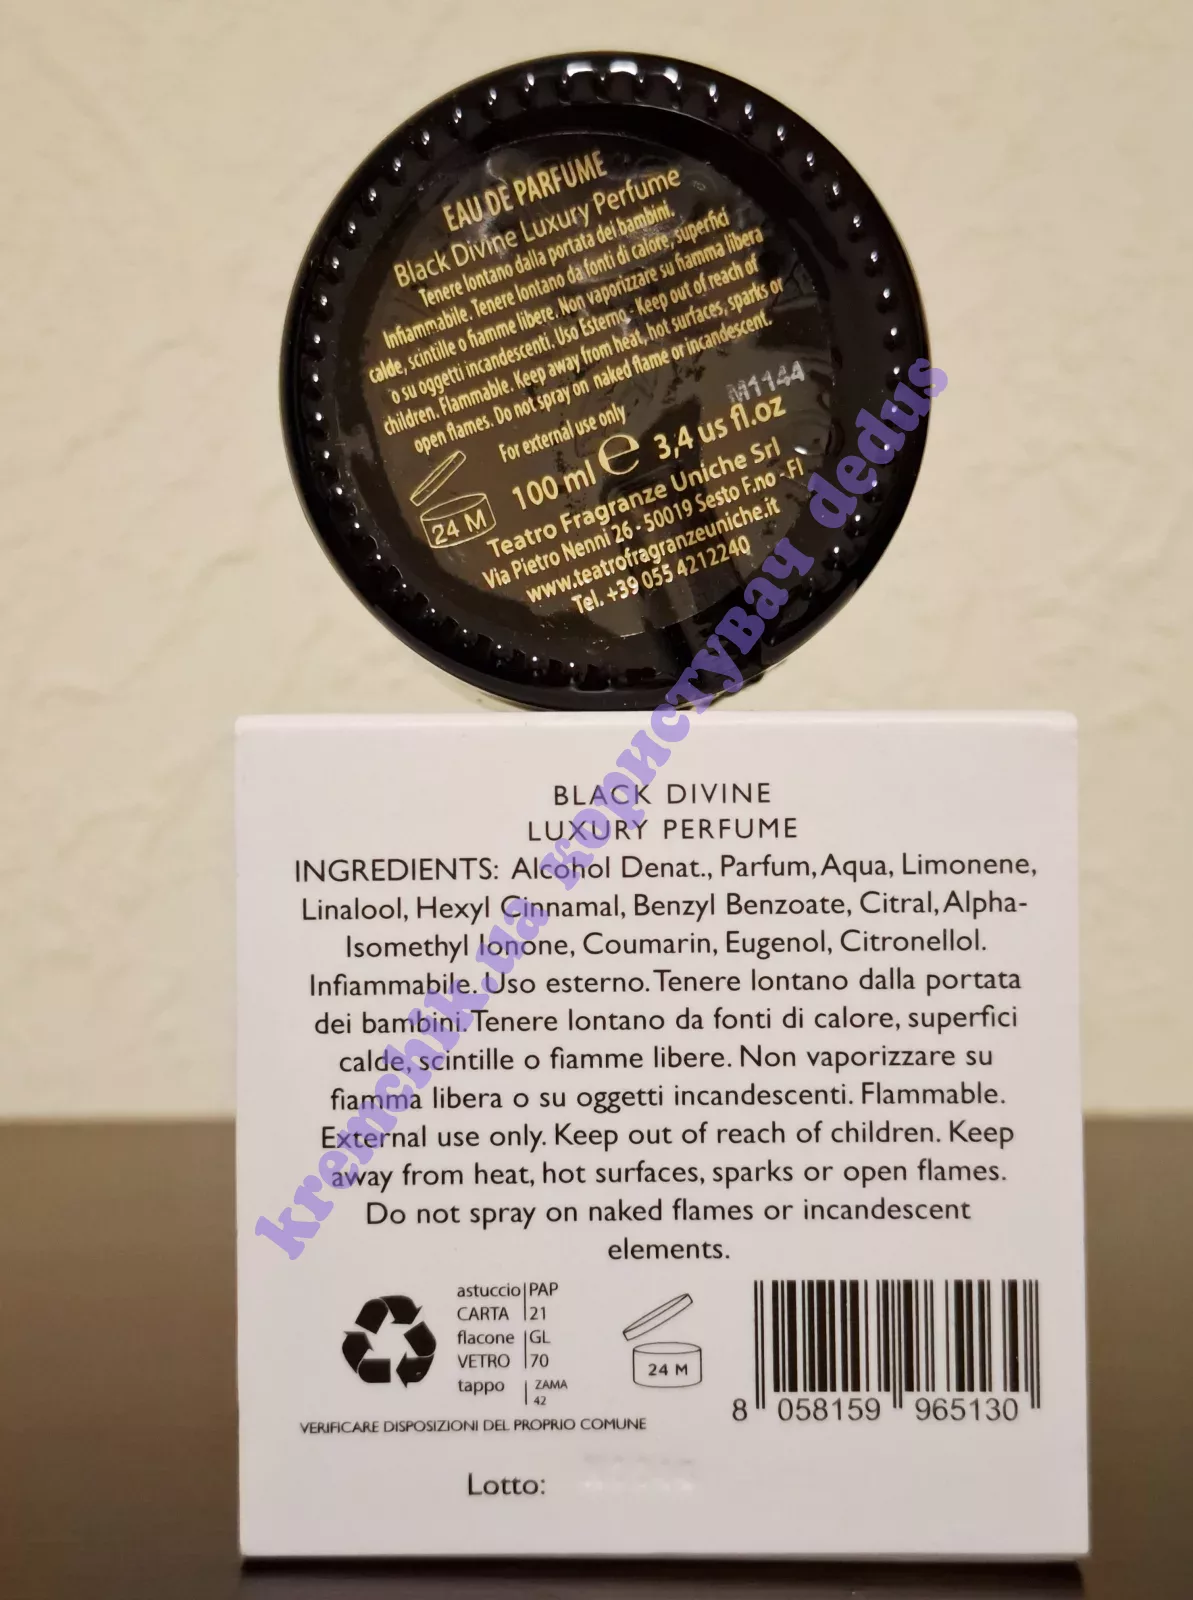 EAU DE PARFUME
Black Divine Luxury Perfume
Tenere lontano dalla portata dei bambini.
Infiammabile. Tenere lontano da fonti di calore, superfici
calde, scintille o fiamme libere. Non vaporizzare su fiamma libera
o su oggetti incandescenti. Uso Esterno - Keep out of reach of
children. Flammable. Keep away from heat, hot surfaces, sparks or
open flames. Do not spray on naked flame or incandescent.
For external use only
M1144
100 ml e 3,4 us fl.oz
24 M
Teatro Fragranze Uniche Srl
Via Pietro Nenni 26 - 50019 Sesto F.no - FI
www.teatrofragranzeuniche.it
Tel. +39 055 4212240
kremchik.ua користувач dedus
BLACK DIVINE
LUXURY PERFUME
INGREDIENTS: Alcohol Denat., Parfum, Aqua, Limonene,
Linalool, Hexyl Cinnamal, Benzyl Benzoate, Citral, Alpha-
Isomethyl Ionone, Coumarin, Eugenol, Citronellol.
Infiammabile. Uso esterno. Tenere lontano dalla portata
dei bambini. Tenere lontano da fonti di calore, superfici
calde, scintille o fiamme libere. Non vaporizzare su
fiamma libera o su oggetti incandescenti. Flammable.
External use only. Keep out of reach of children. Keep
away from heat, hot surfaces, sparks or open flames.
Do not spray on naked flames or incandescent
elements.
astuccio PAP
CARTA 21
flacone GL
VETRO 70
tappo ZAMA
42
24 M
8 058159 965130
VERIFICARE DISPOSIZIONI DEL PROPRIO COMUNE
Lotto: